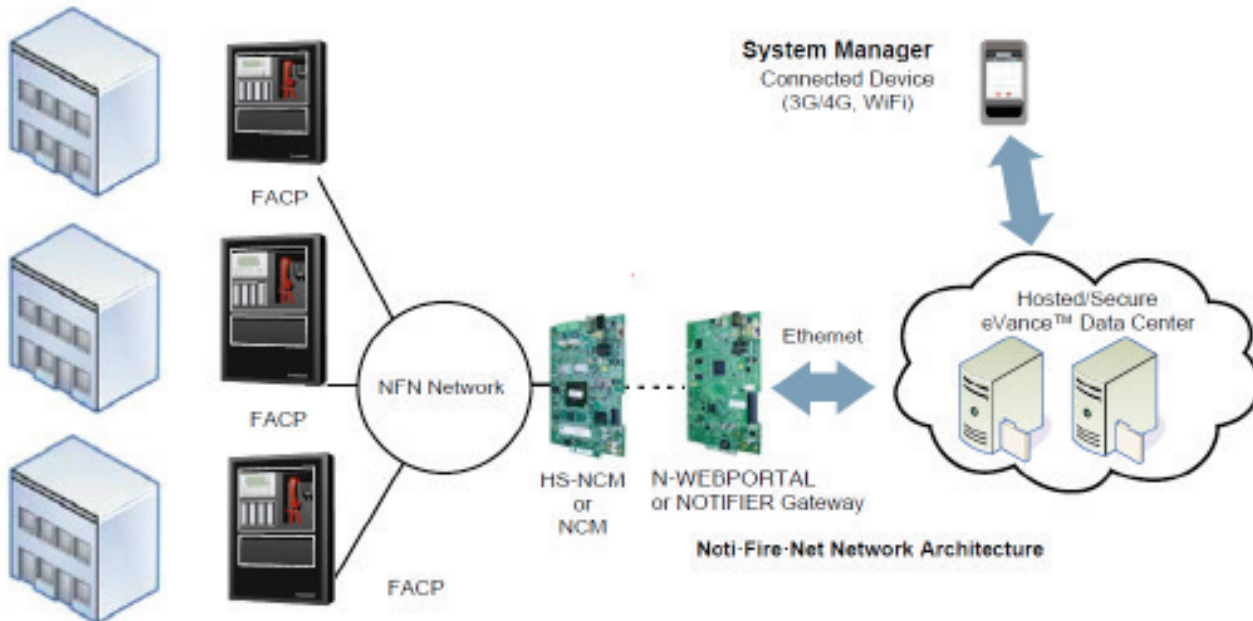 System Manager
Connected Device
(3G/4G, WiFi)
FACP
Hosted/Secure
eVance™ Data Center
Ethernet
NFN Network
FACP
HS-NCM
or
NCM
N-WEBPORTAL
or NOTIFIER Gateway
Noti-Fire-Net Network Architecture
FACP